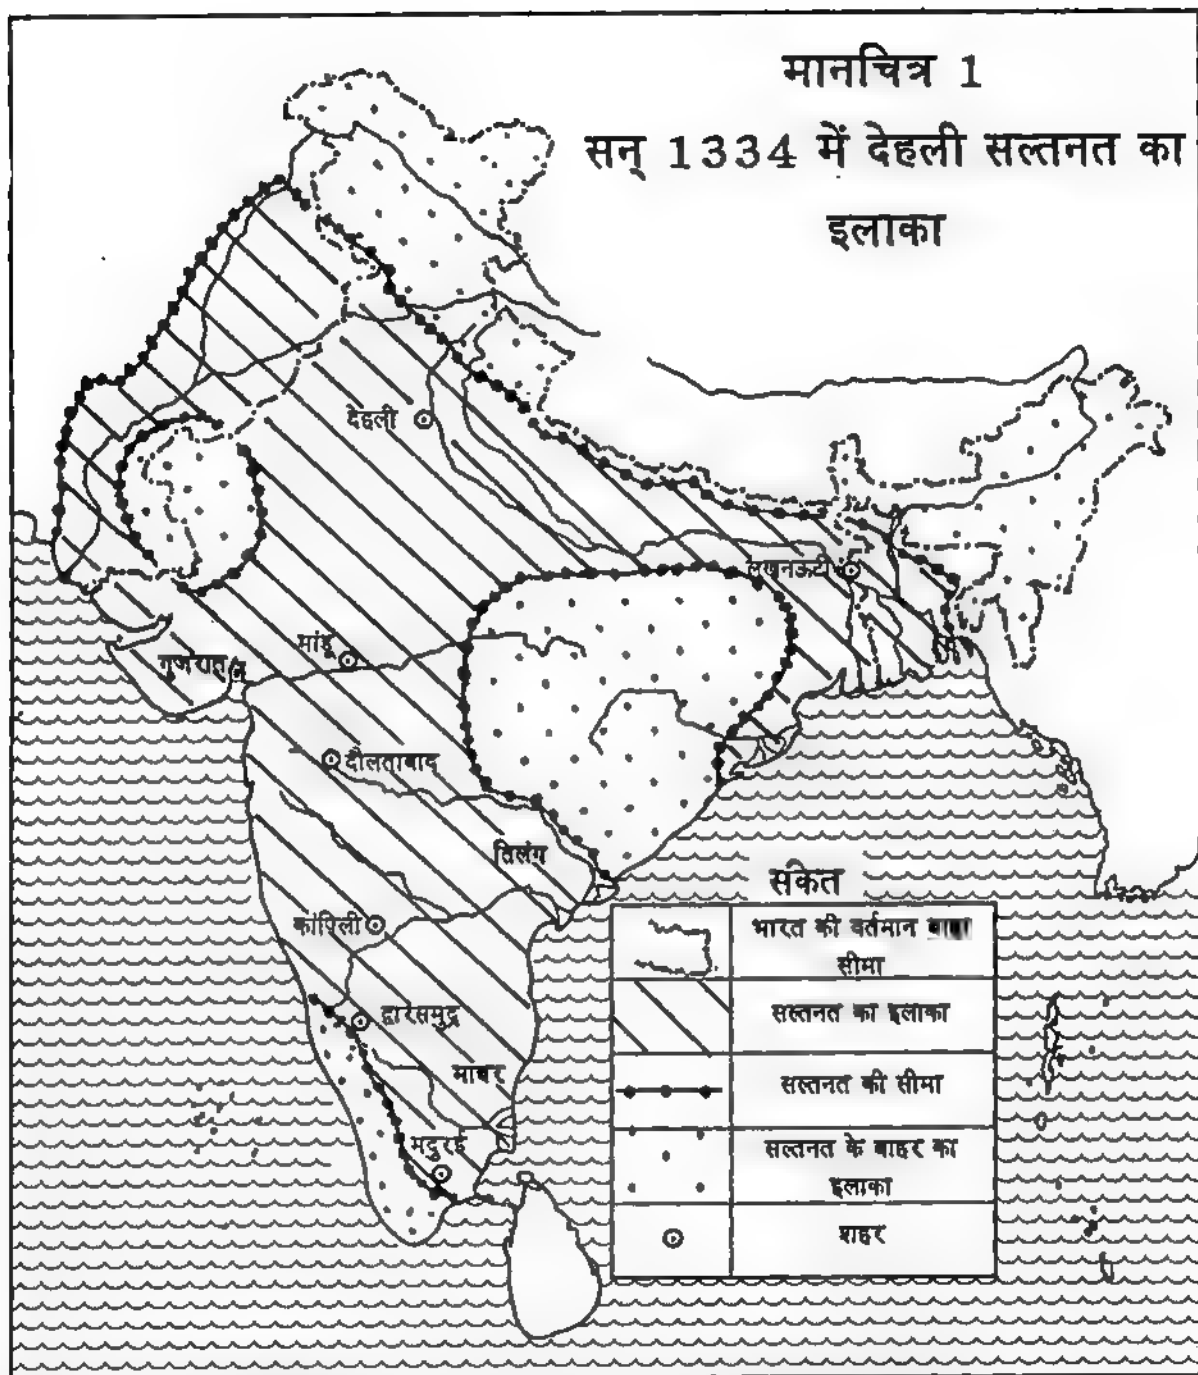 मानचित्र 1
सन् 1334 में देहली सल्तनत का
इलाका
देहली
लखनऊटी
मांडू
गुजरात
दौलताबाद
तिलंग
कांपिली
द्वारसमुद्र
माबर
मदुरई
संकेत
भारत की वर्तमान
सीमा
सल्तनत का इलाका
सल्तनत की सीमा
सल्तनत के बाहर का
इलाका
शहर